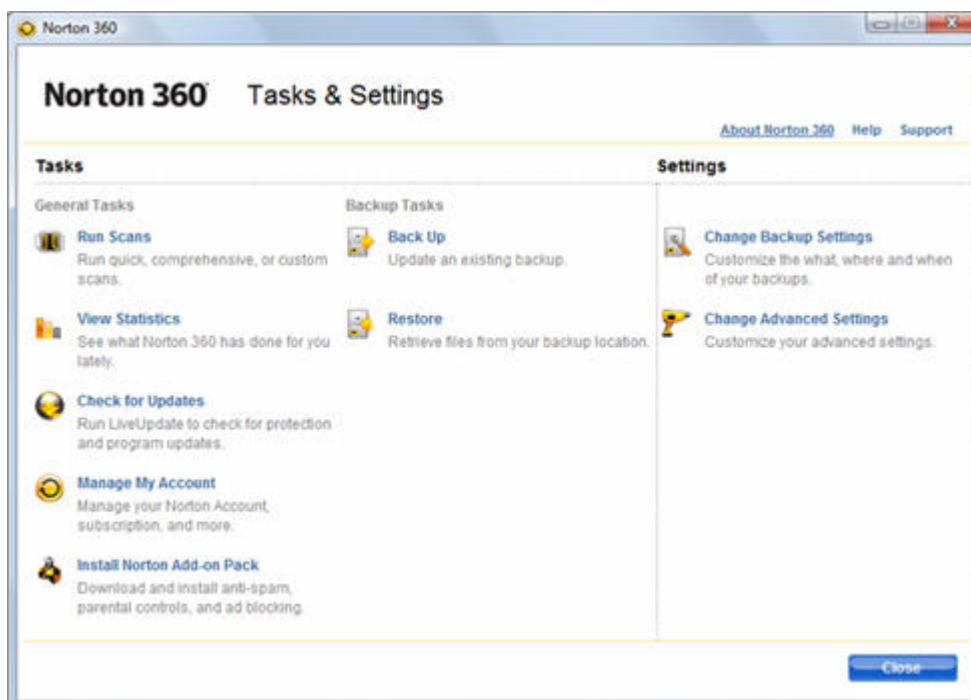 Norton 360
Norton 360 Tasks & Settings
About Norton 360 Help Support
Tasks
General Tasks
Run Scans
Run quick, comprehensive, or custom
scans.
View Statistics
See what Norton 360 has done for you
lately.
Check for Updates
Run LiveUpdate to check for protection
and program updates.
Manage My Account
Manage your Norton Account,
subscription, and more.
Install Norton Add-on Pack
Download and install anti-spam,
parental controls, and ad blocking.
Backup Tasks
Back Up
Update an existing backup.
Restore
Retrieve files from your backup location.
Settings
Change Backup Settings
Customize the what, where and when
of your backups.
Change Advanced Settings
Customize your advanced settings.
Close